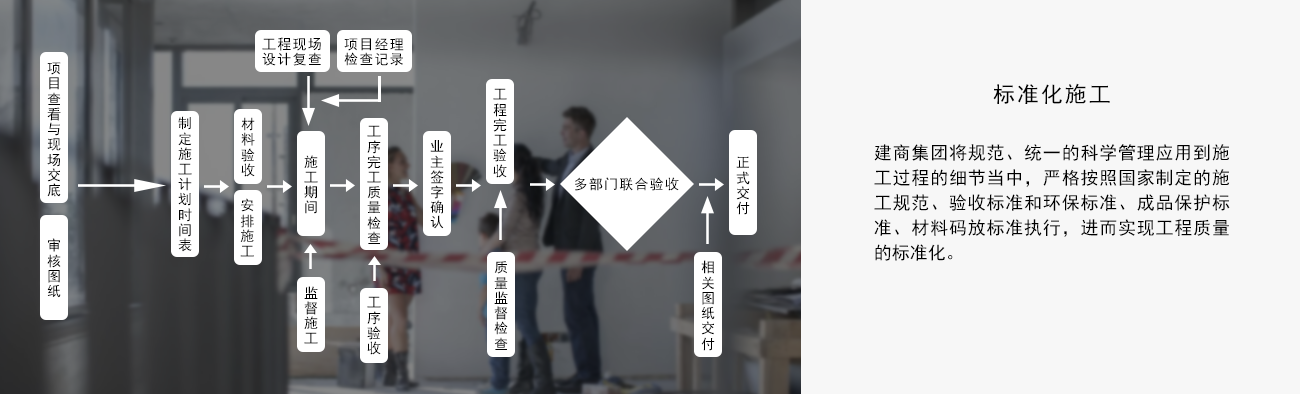 项目查看与现场交底
审核图纸
制定施工计划时间表
材料验收
安排施工
工程现场
设计复查
项目经理
检查记录
施工期间
监督施工
工序完工质量检查
工序验收
业主签字确认
工程完工验收
质量监督检查
多部门联合验收
正式交付
相关图纸交付
标准化施工
建商集团将规范、统一的科学管理应用到施
工过程的细节当中，严格按照国家制定的施
工规范、验收标准和环保标准、成品保护标
准、材料码放标准执行，进而实现工程质量
的标准化。